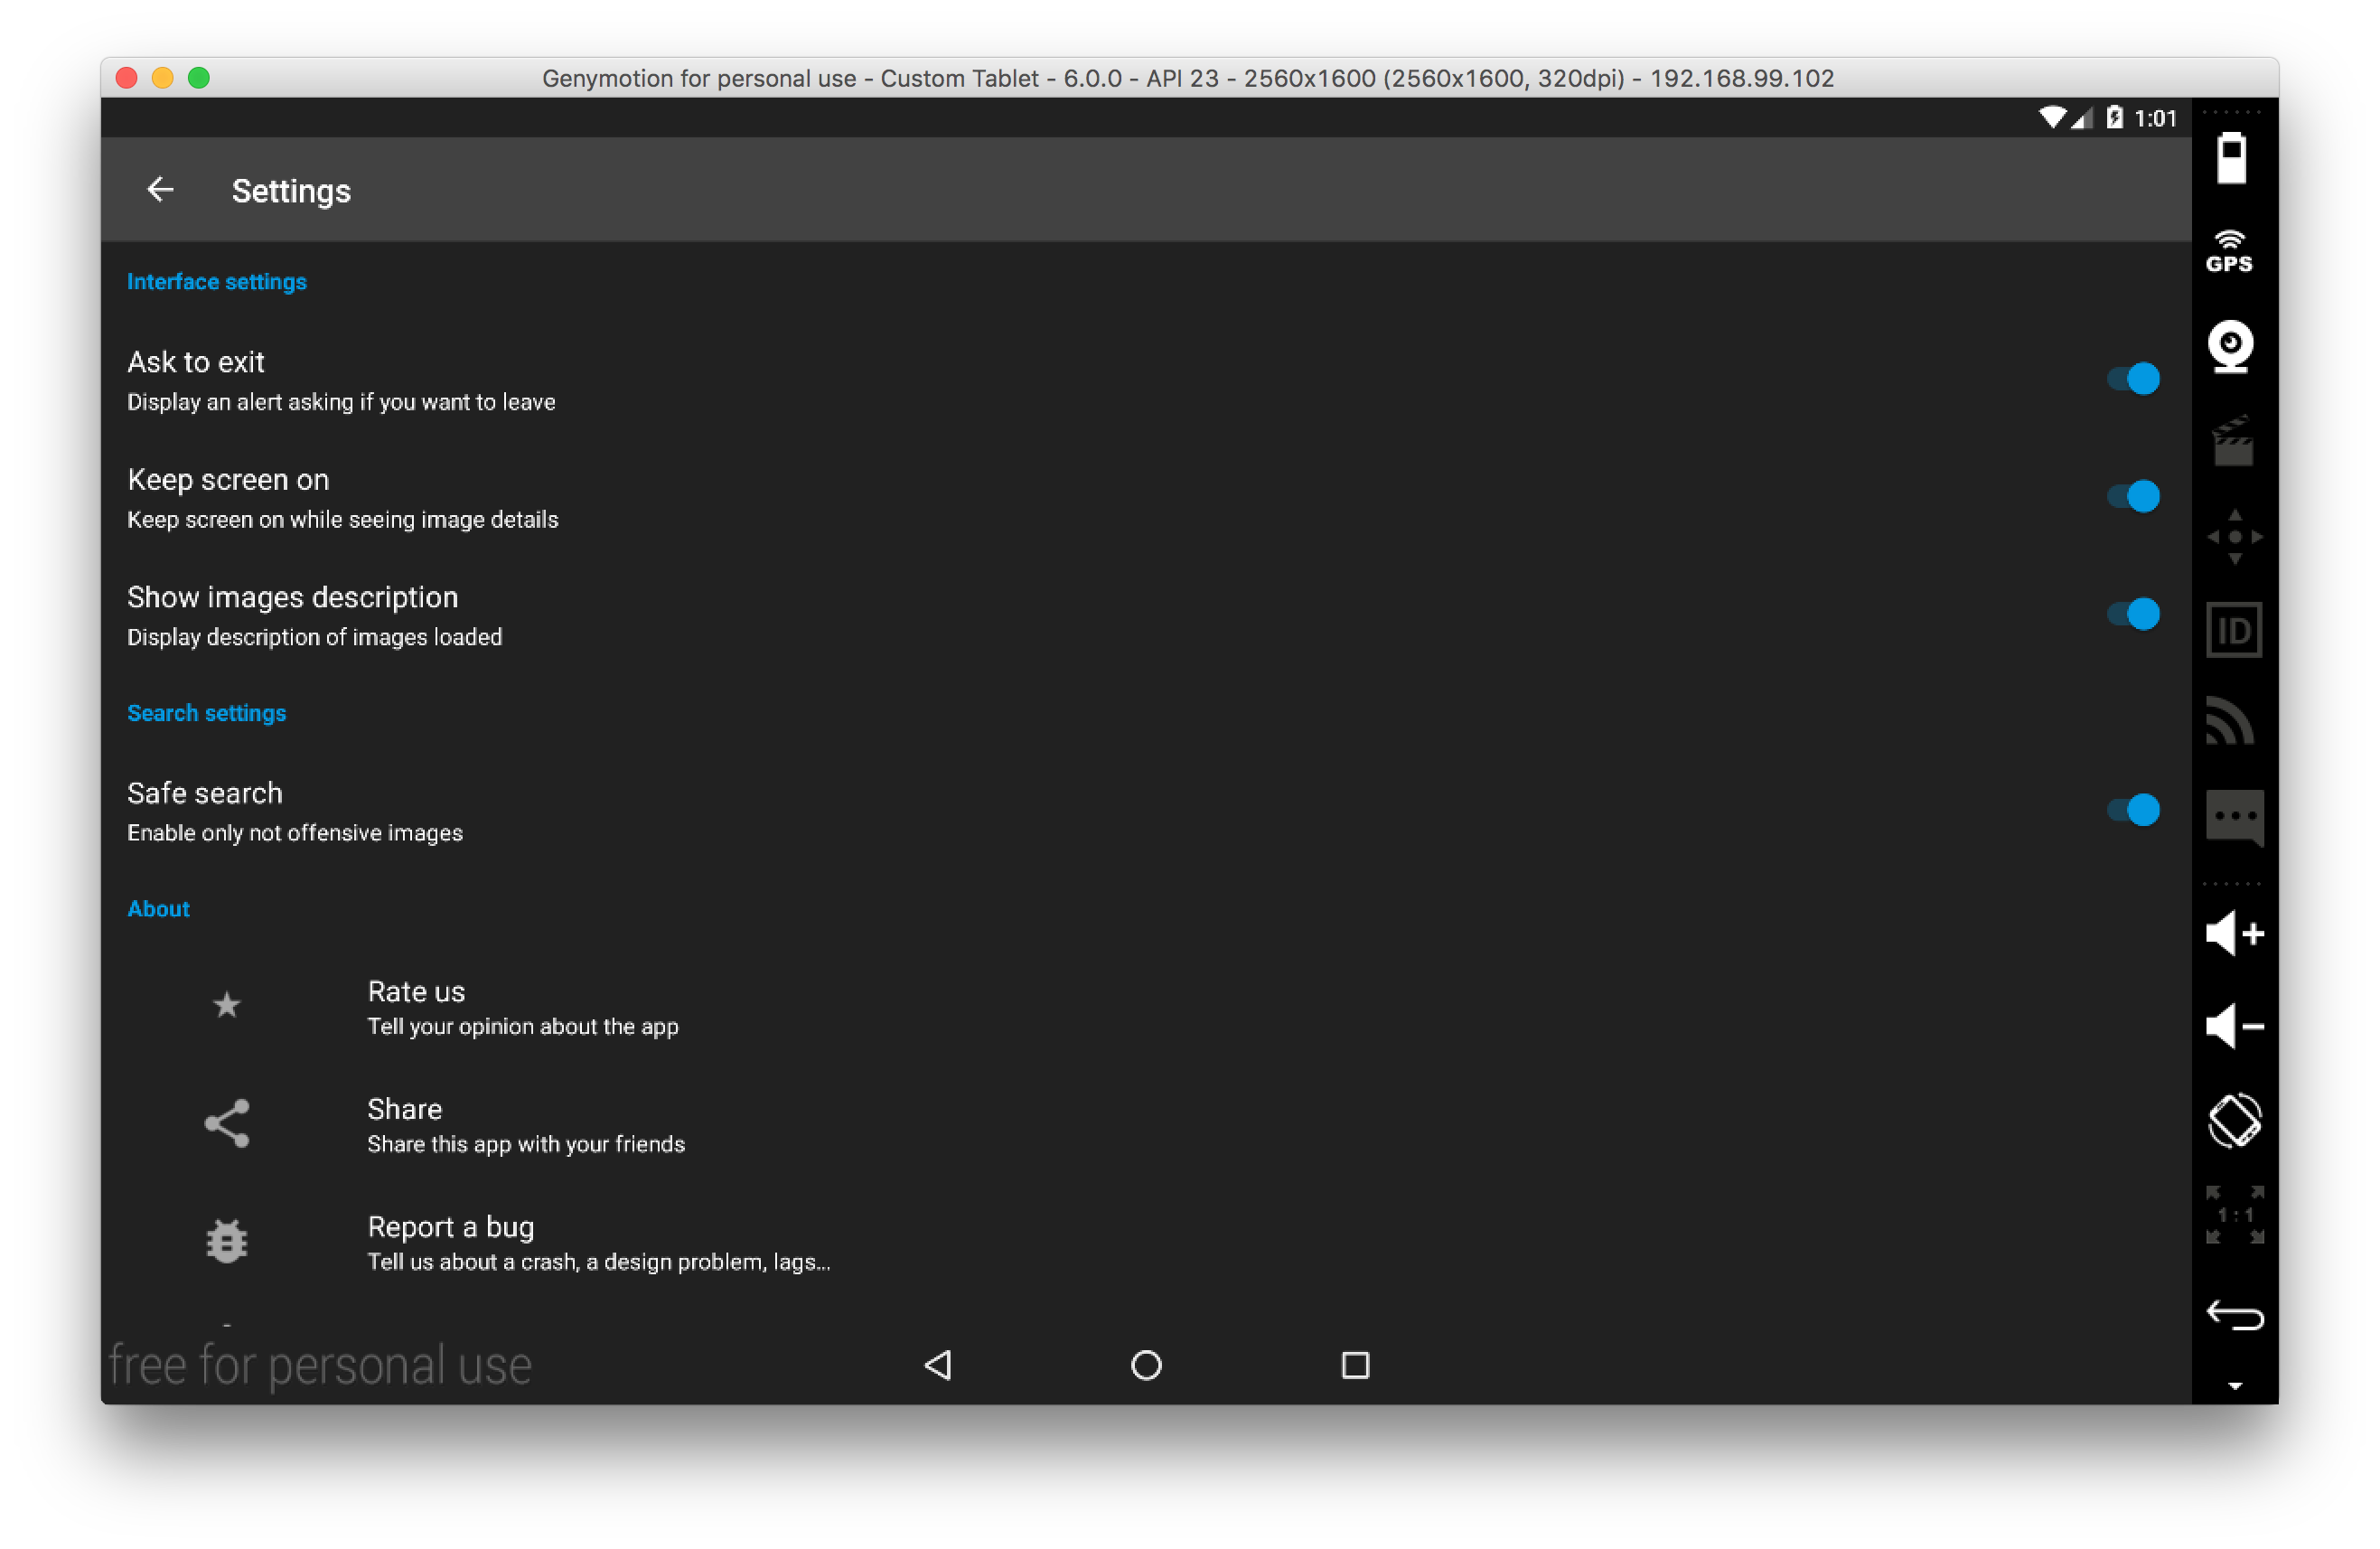 Genymotion for personal use - Custom Tablet - 6.0.0 - API 23 - 2560x1600 (2560x1600, 320dpi) - 192.168.99.102
1:01
Settings
GPS
Interface settings
Ask to exit
Display an alert asking if you want to leave
Keep screen on
Keep screen on while seeing image details
Show images description
Display description of images loaded
ID
Search settings
Safe search
Enable only not offensive images
About
Rate us
Tell your opinion about the app
Share
Share this app with your friends
Report a bug
Tell us about a crash, a design problem, lags...
1:1
free for personal use